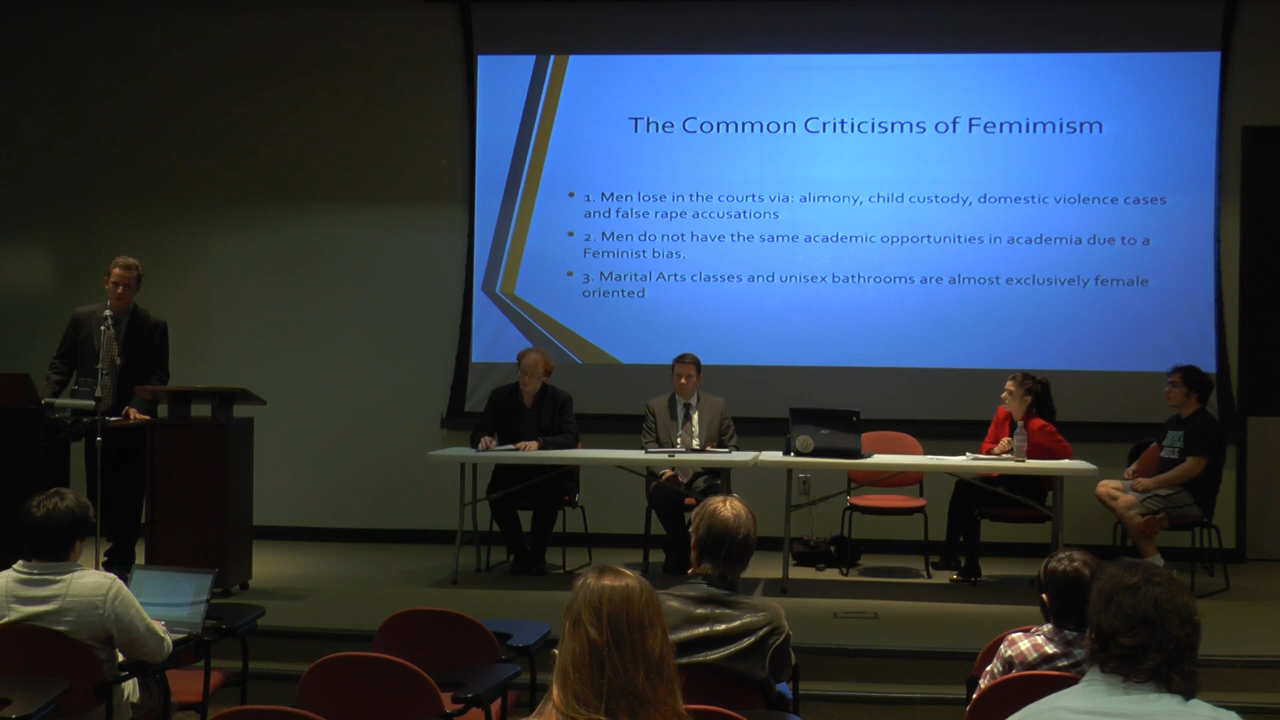 The Common Criticisms of Femimism
• 1. Men lose in the courts via: alimony, child custody, domestic violence cases
and false rape accusations
• 2. Men do not have the same academic opportunities in academia due to a
Feminist bias.
• 3. Marital Arts classes and unisex bathrooms are almost exclusively female
oriented